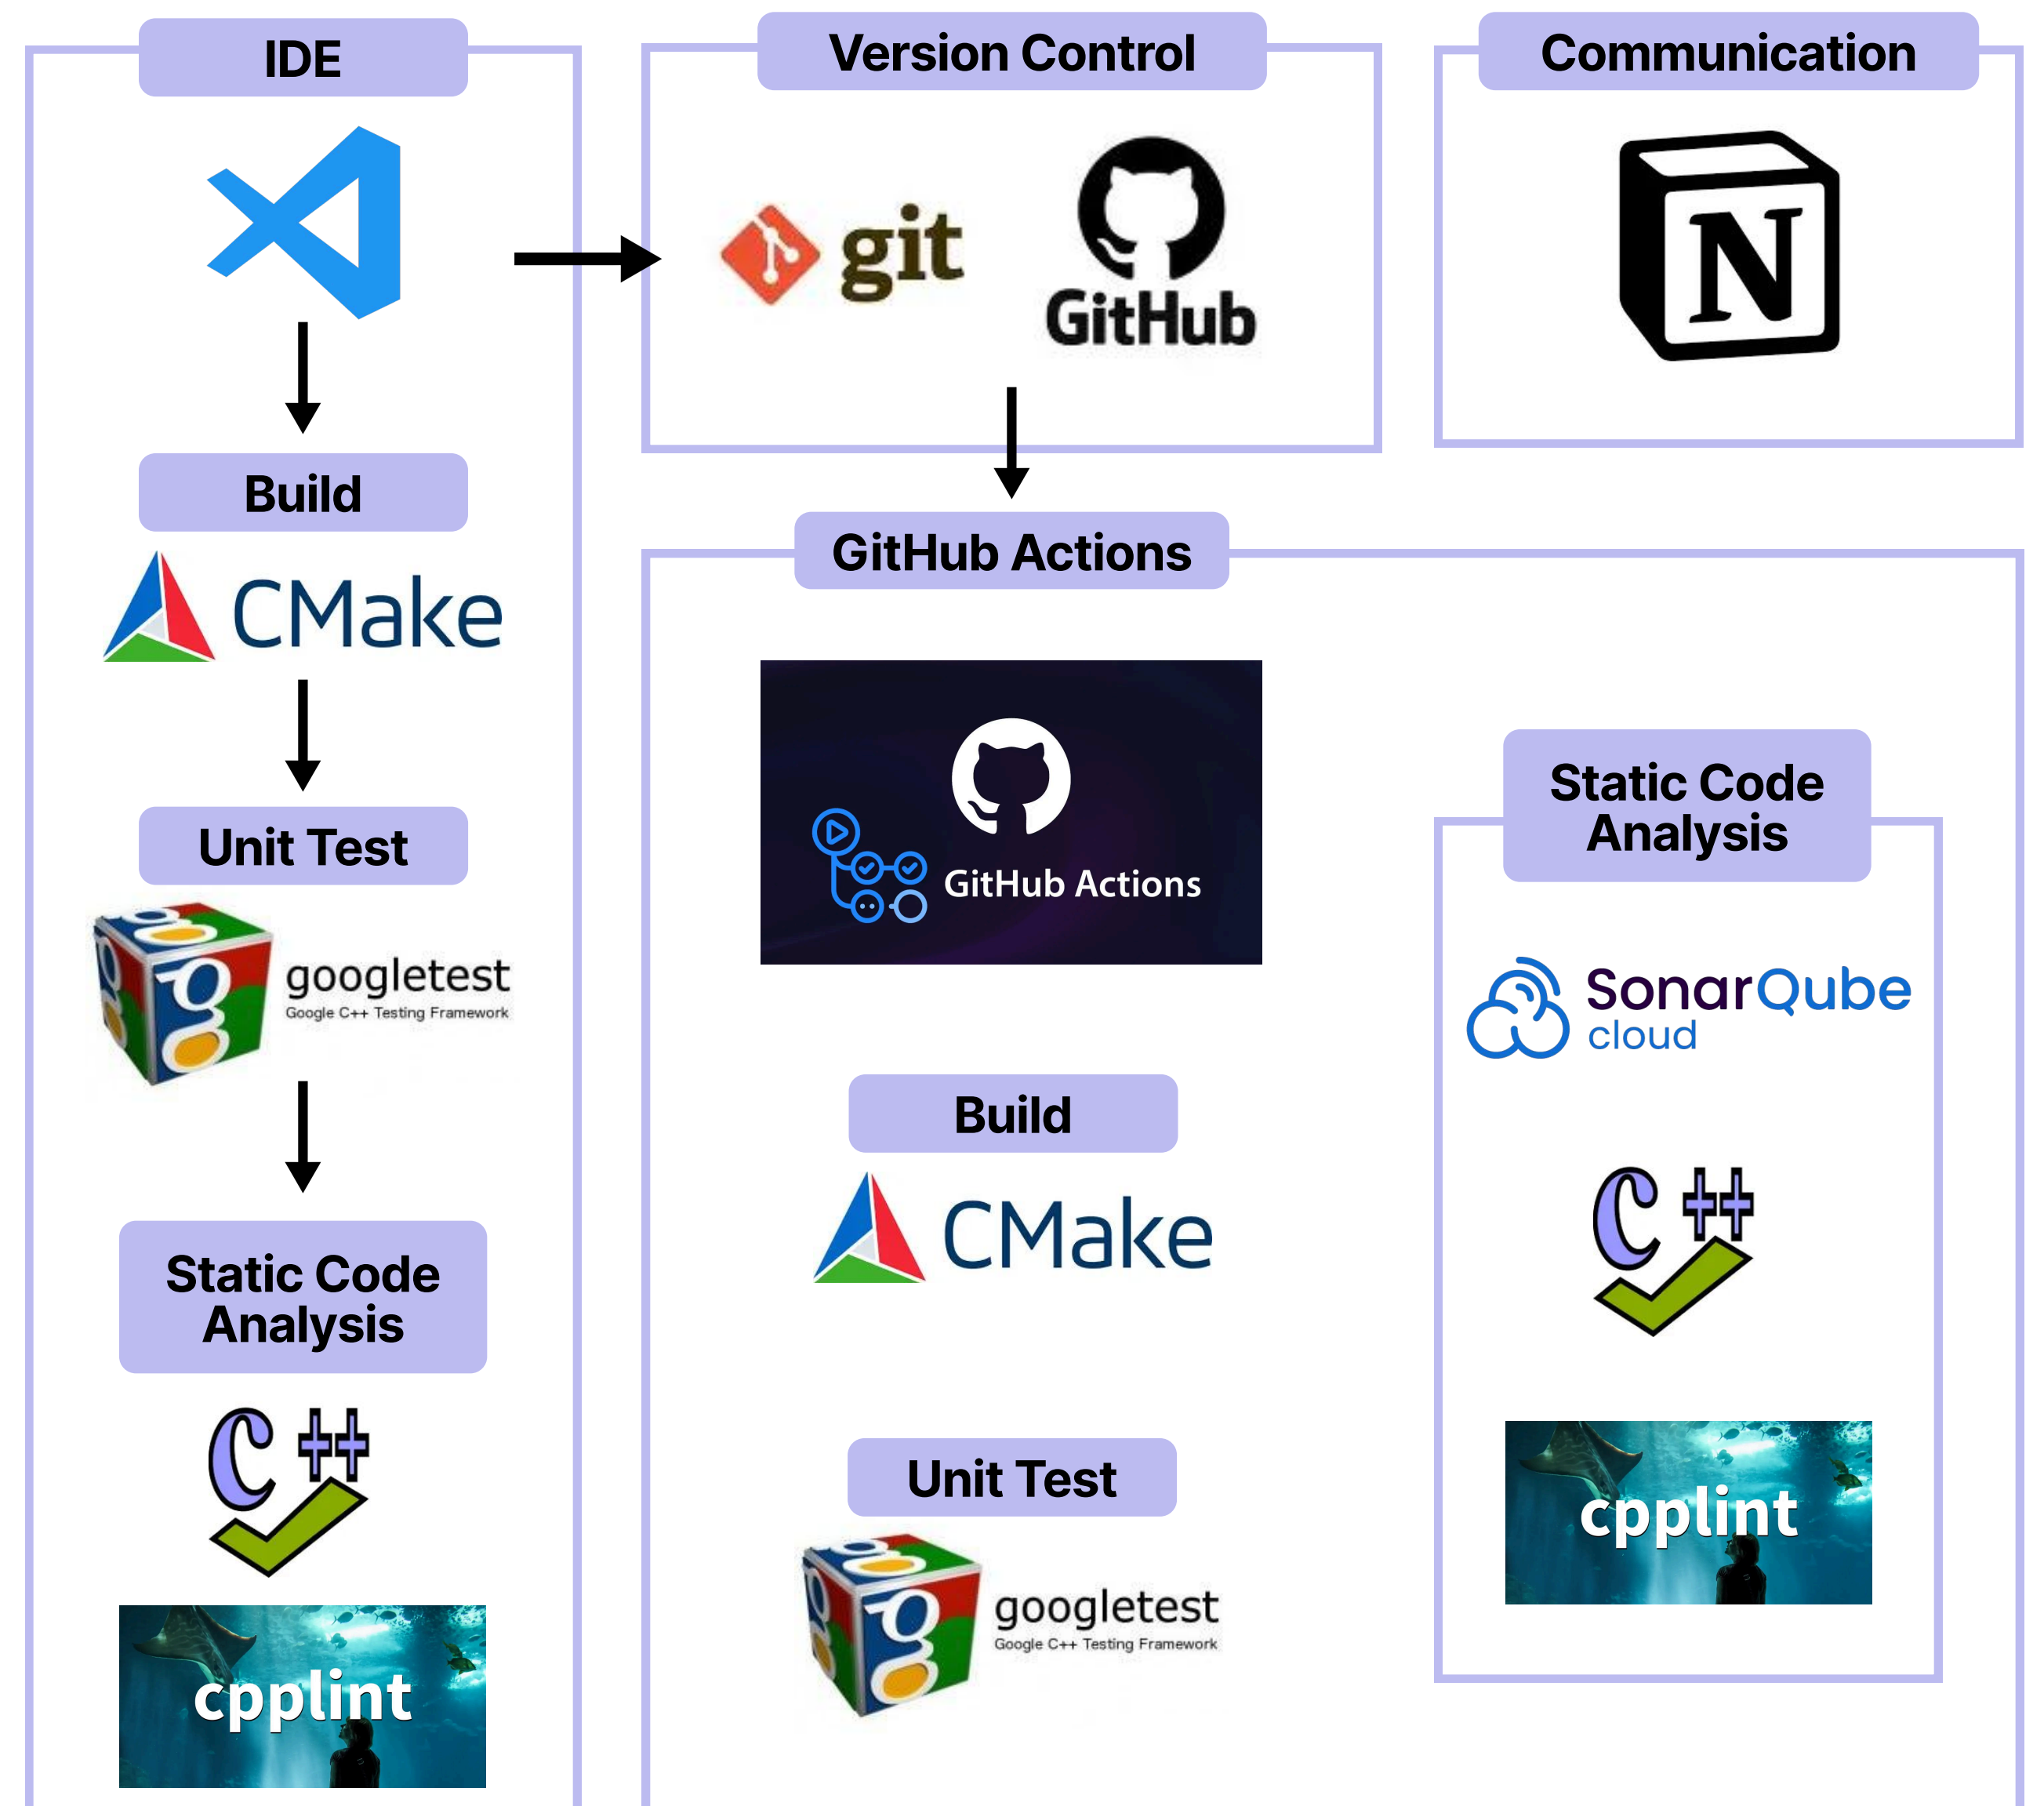 IDE
Build
CMake
Unit Test
googletest
Google C++ Testing Framework
Static Code
Analysis
C++
cpplint
Version Control
git
GitHub
Communication
N
GitHub Actions
GitHub Actions
Build
CMake
Unit Test
googletest
Google C++ Testing Framework
Static Code
Analysis
SonarQube
cloud
C++
cpplint